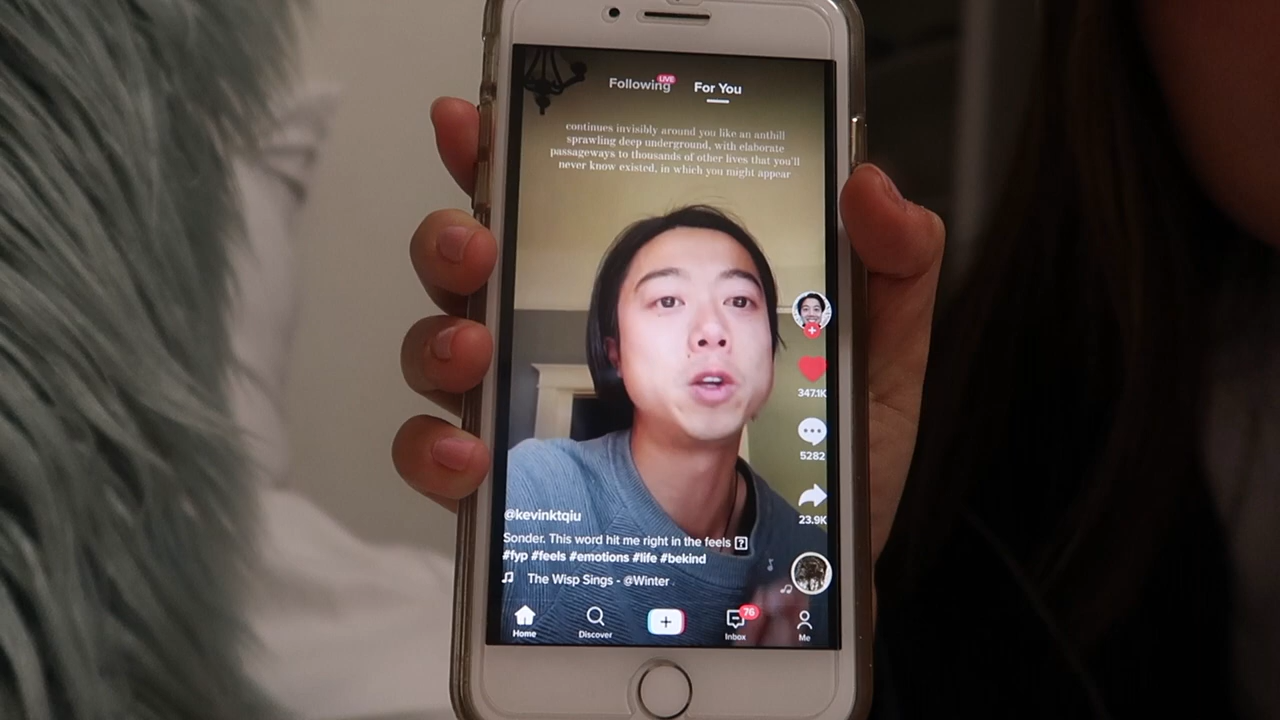 Following LIVE For You
continues invisibly around you like an anthill
sprawling deep underground, with elaborate
passageways to thousands of other lives that you'll
never know existed, in which you might appear
347.1K
5282
23.9K
@kevinktqiu
Sonder. This word hit me right in the feels
#fyp #feels #emotions #life #bekind
The Wisp Sings - @Winter
76
Home Discover Inbox Me